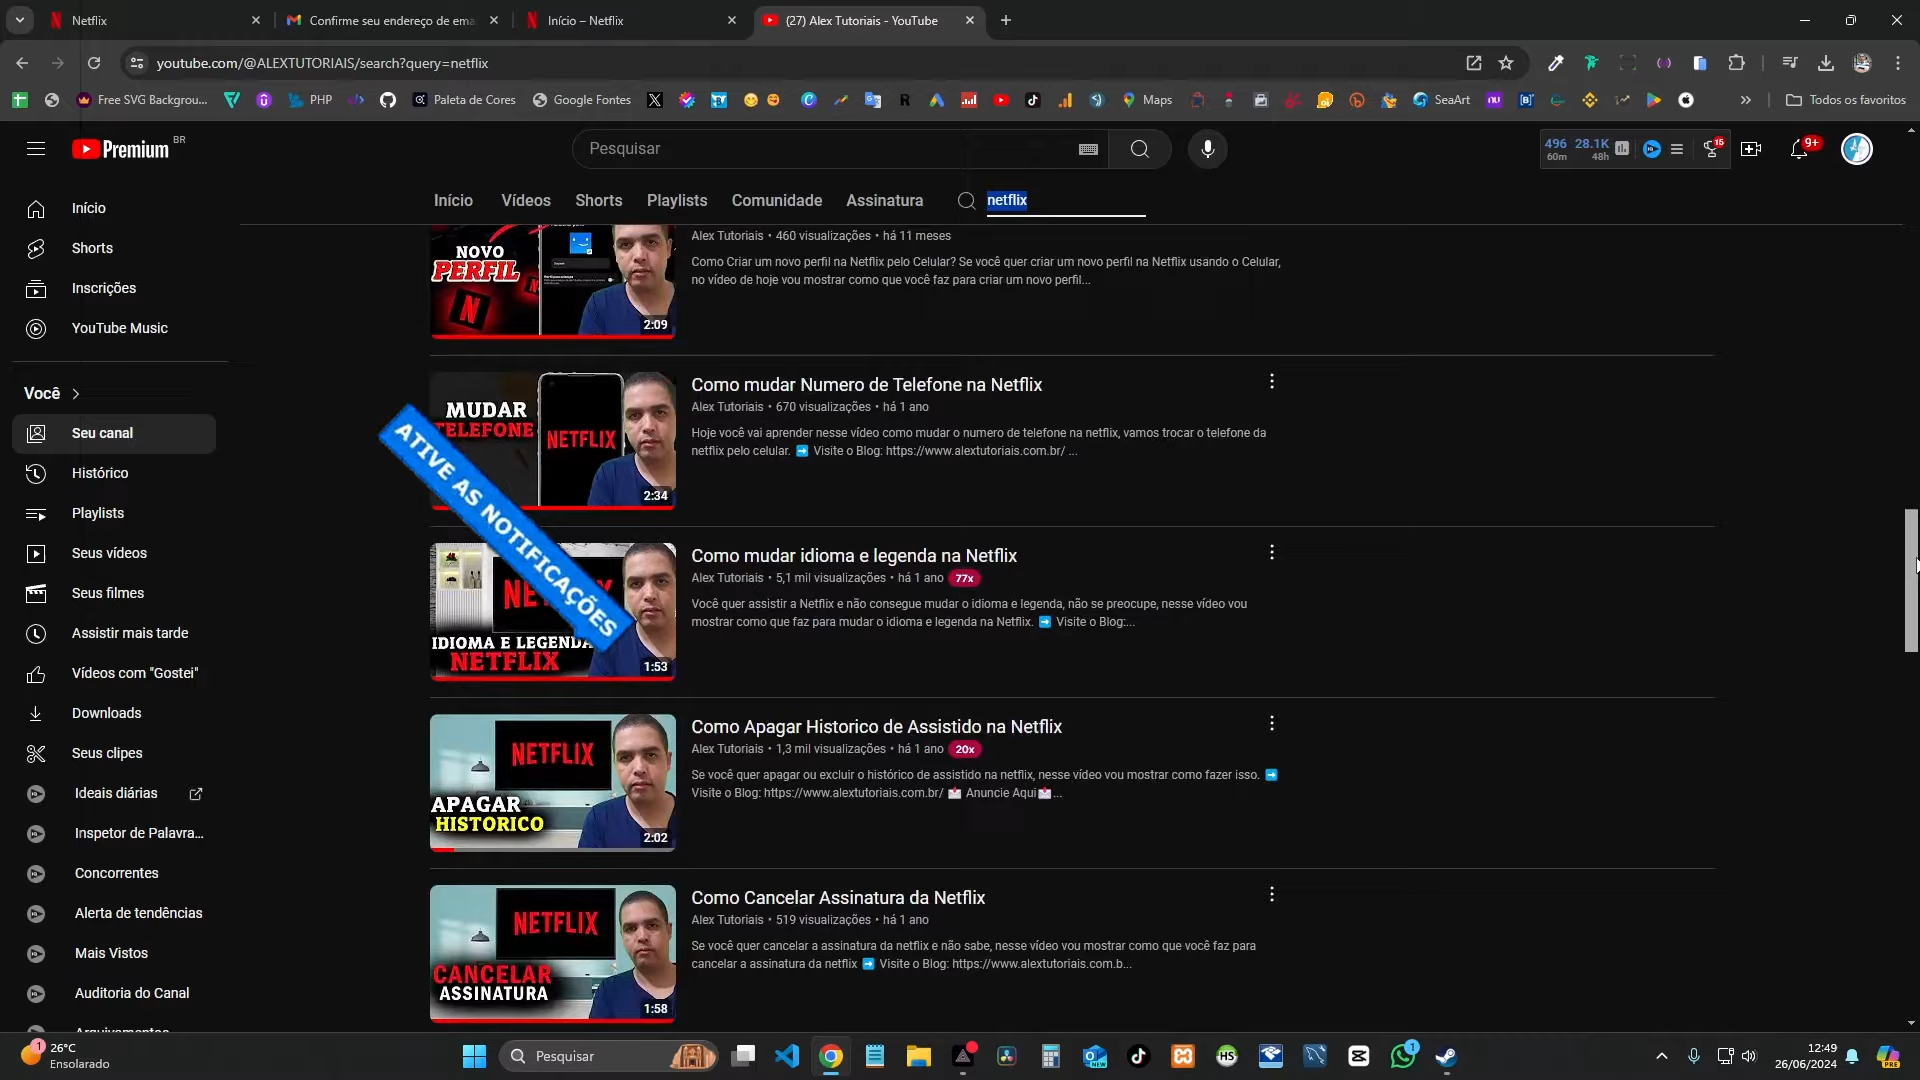 Netflix
Confirme seu endereço de ema
Início – Netflix
(27) Alex Tutoriais - YouTube
youtube.com/@ALEXTUTORIAIS/search?query=netflix
Free SVG Backgrou...
PHP
Paleta de Cores
Google Fontes
Maps
SeaArt
Todos os favoritos
Premium BR
Pesquisar
496 28.1K
60m 48h
15
9+
Início
Vídeos
Shorts
Playlists
Comunidade
Assinatura
netflix
Início
Shorts
Inscrições
YouTube Music
Você
Seu canal
Histórico
Playlists
Seus vídeos
Seus filmes
Assistir mais tarde
Vídeos com "Gostei"
Downloads
Seus clipes
Ideais diárias
Inspetor de Palavra...
Concorrentes
Alerta de tendências
Mais Vistos
Auditoria do Canal
NOVO
PERFIL
2:09
Alex Tutoriais • 460 visualizações • há 11 meses
Como Criar um novo perfil na Netflix pelo Celular? Se você quer criar um novo perfil na Netflix usando o Celular,
no vídeo de hoje vou mostrar como que você faz para criar um novo perfil...
MUDAR
TELEFONE
NETFLIX
2:34
Como mudar Numero de Telefone na Netflix
Alex Tutoriais • 670 visualizações • há 1 ano
Hoje você vai aprender nesse vídeo como mudar o numero de telefone na netflix, vamos trocar o telefone da
netflix pelo celular. ➡️ Visite o Blog: https://www.alextutoriais.com.br/ ...
ATIVE AS NOTIFICAÇÕES
IDIOMA E LEGENDA
NETFLIX
1:53
Como mudar idioma e legenda na Netflix
Alex Tutoriais • 5,1 mil visualizações • há 1 ano 77x
Você quer assistir a Netflix e não consegue mudar o idioma e legenda, não se preocupe, nesse vídeo vou
mostrar como que faz para mudar o idioma e legenda na Netflix. ➡️ Visite o Blog:...
NETFLIX
APAGAR
HISTORICO
2:02
Como Apagar Historico de Assistido na Netflix
Alex Tutoriais • 1,3 mil visualizações • há 1 ano 20x
Se você quer apagar ou excluir o histórico de assistido na netflix, nesse vídeo vou mostrar como fazer isso. ➡️
Visite o Blog: https://www.alextutoriais.com.br/ 📩 Anuncie Aqui📩...
NETFLIX
CANCELAR
ASSINATURA
1:58
Como Cancelar Assinatura da Netflix
Alex Tutoriais • 519 visualizações • há 1 ano
Se você quer cancelar a assinatura da netflix e não sabe, nesse vídeo vou mostrar como que você faz para
cancelar a assinatura da netflix ➡️ Visite o Blog: https://www.alextutoriais.com.b...
1
26°C
Ensolarado
Pesquisar
1
12:49
26/06/2024